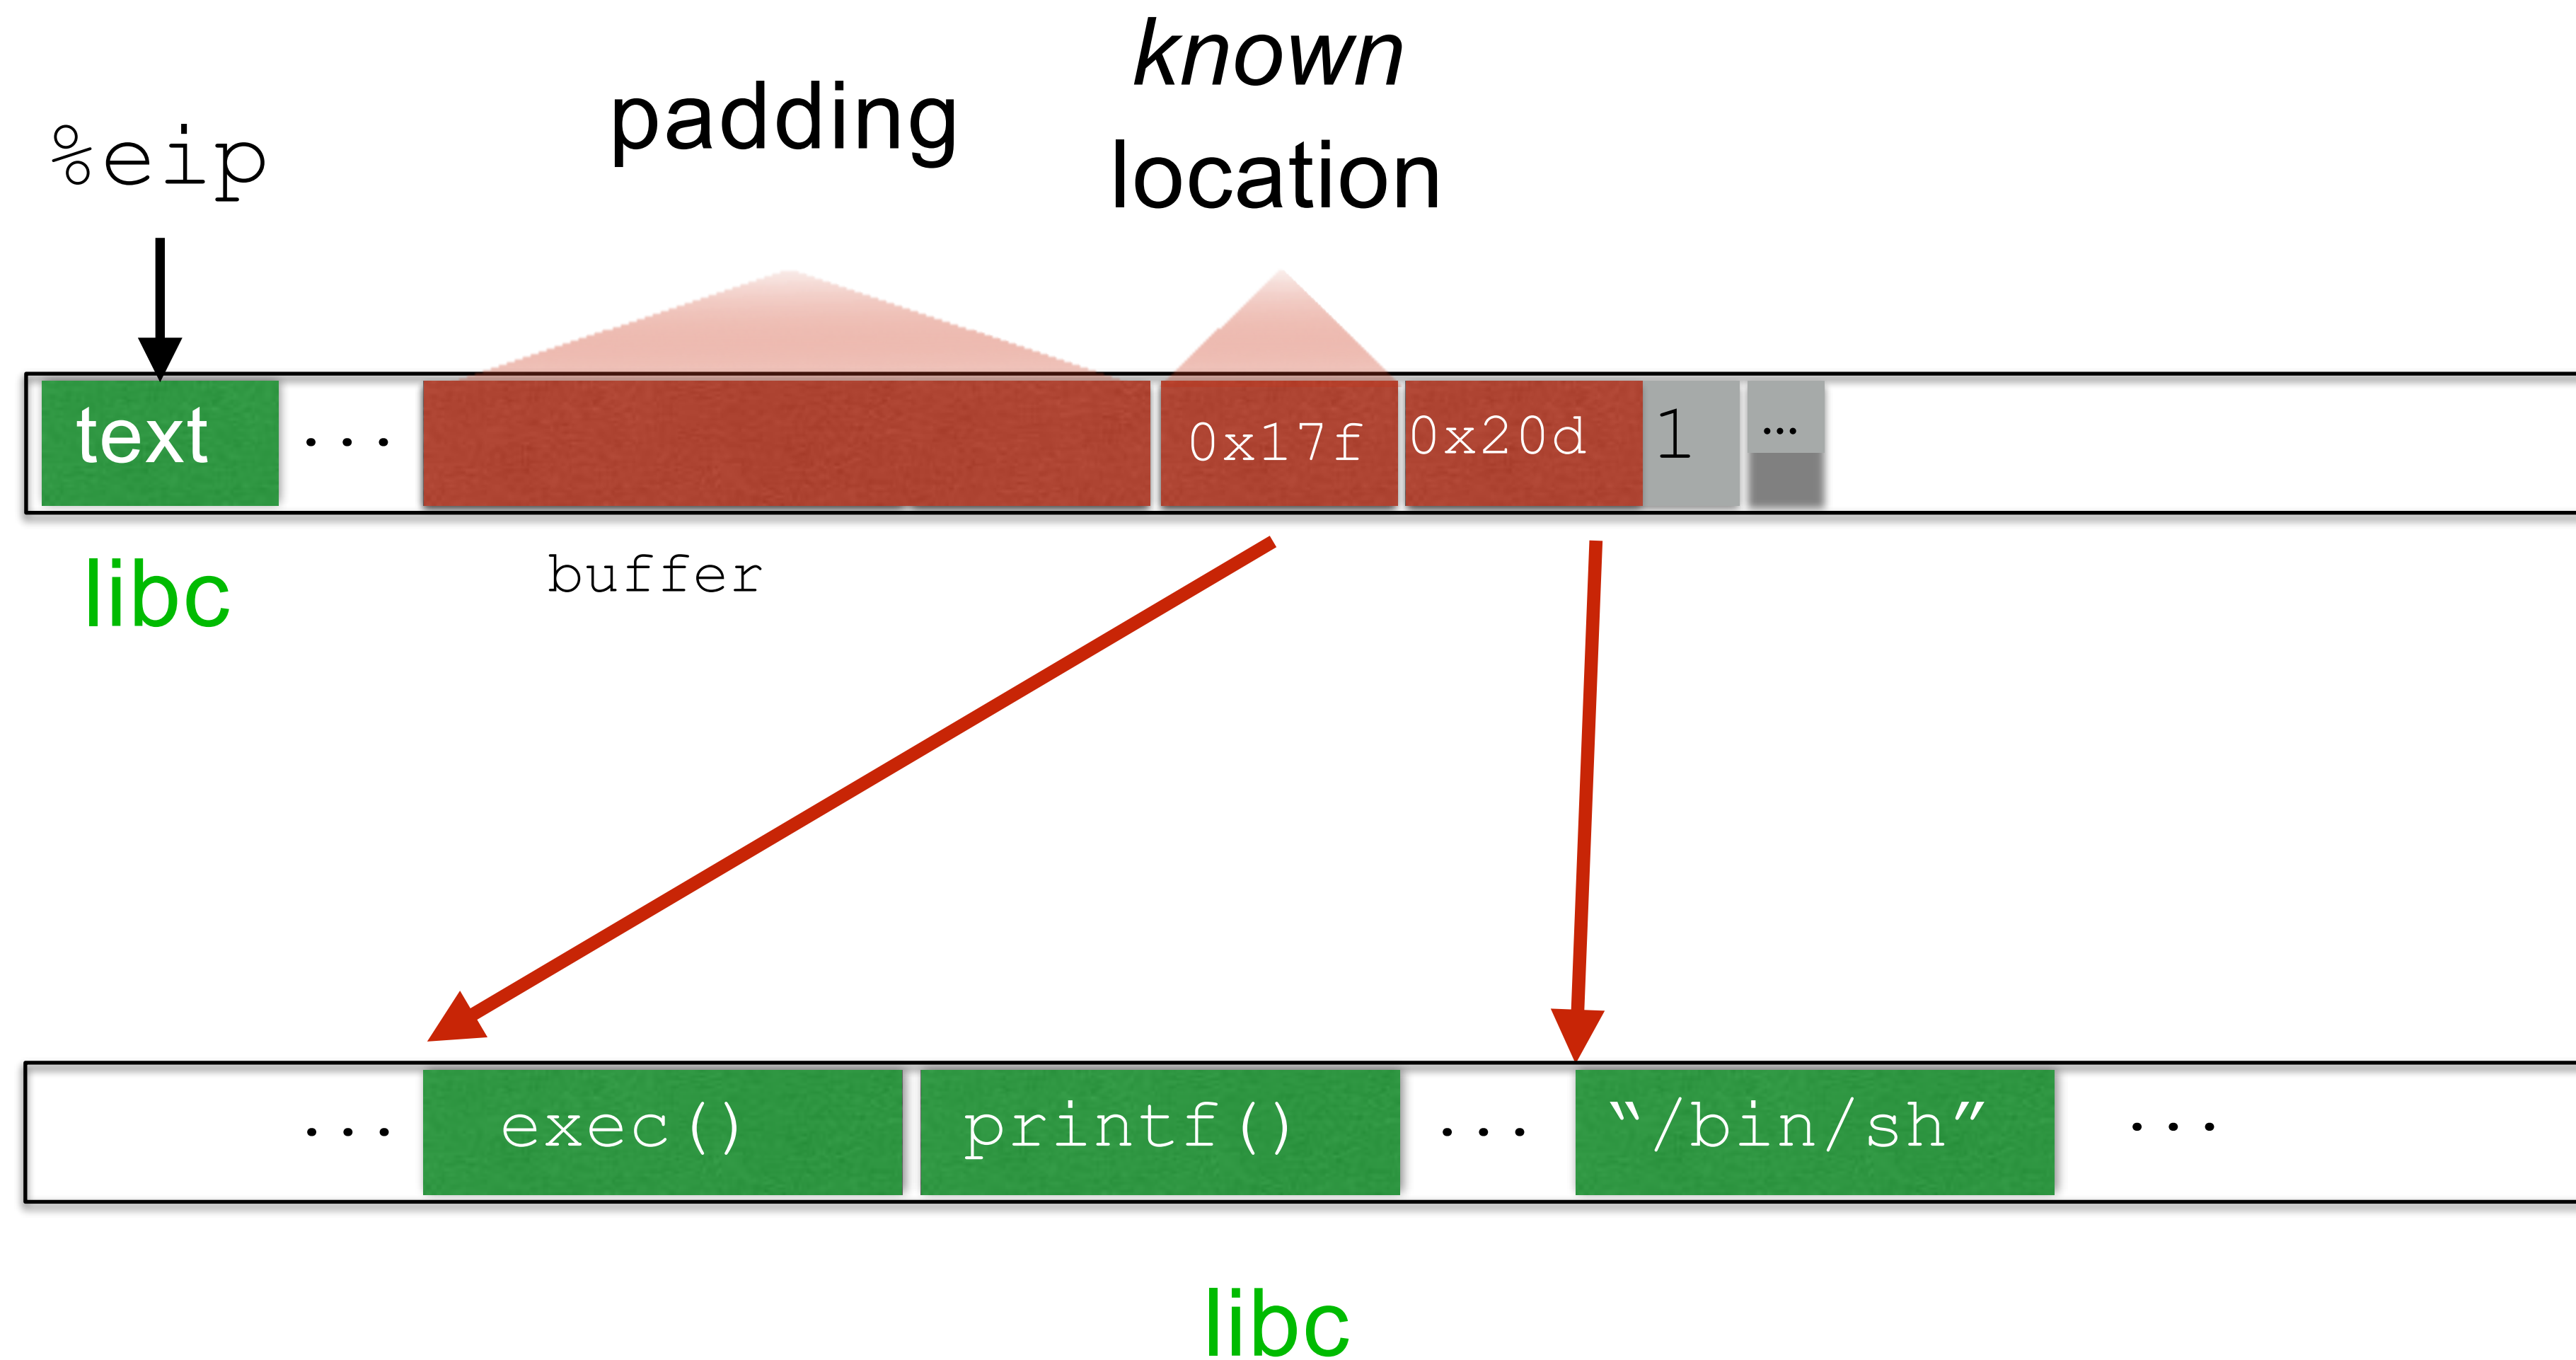 known
padding
location
%eip
text ... 0x17f 0x20d 1 ...
libc
buffer
... exec() printf() ... “/bin/sh” ...
libc